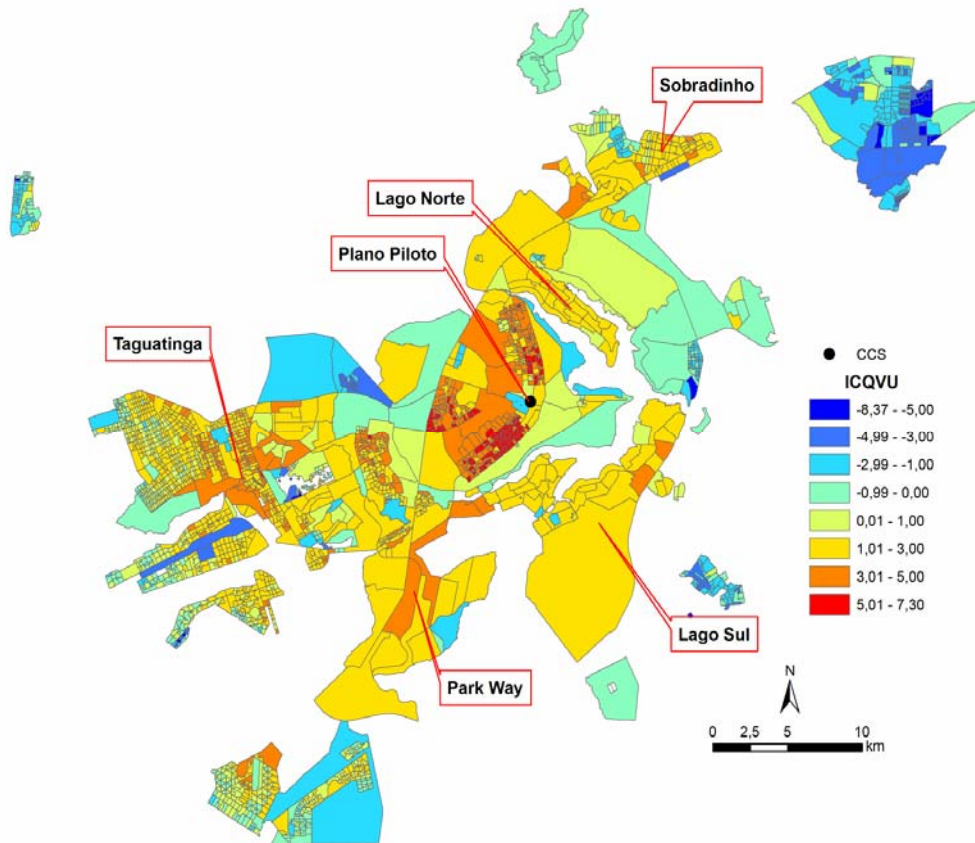 Sobradinho
Lago Norte
Plano Piloto
Taguatinga
CCS
ICQVU
-8,37 - -5,00
-4,99 - -3,00
-2,99 - -1,00
-0,99 - 0,00
0,01 - 1,00
1,01 - 3,00
3,01 - 5,00
5,01 - 7,30
Lago Sul
Park Way
N
0 2,5 5 10
km